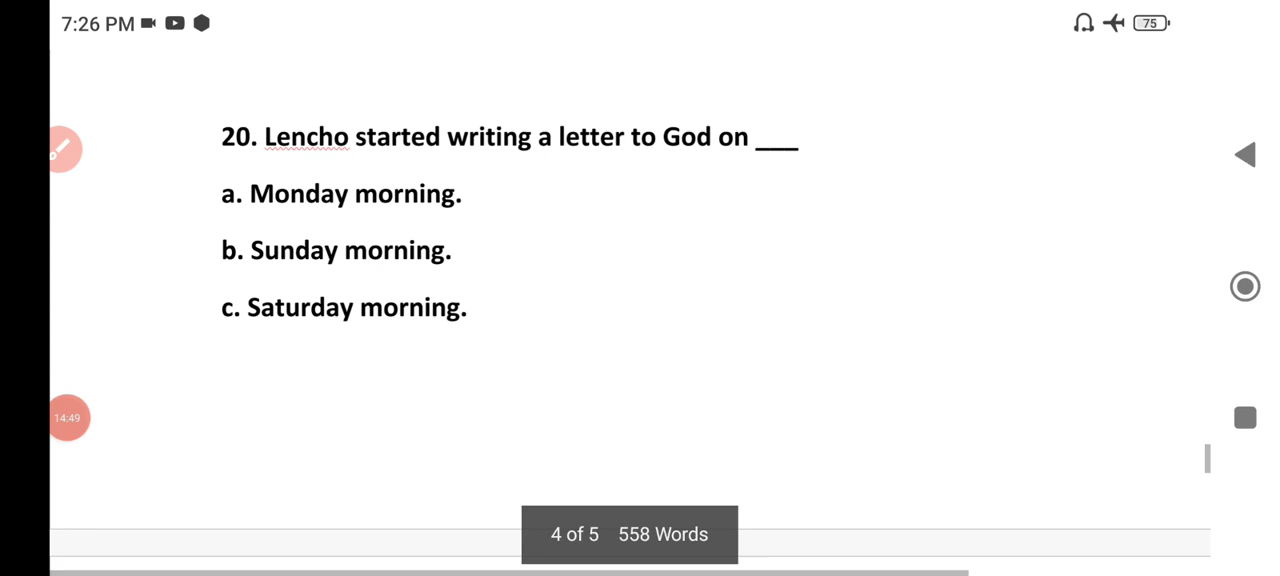 7:26 PM
75
20. Lencho started writing a letter to God on ___
a. Monday morning.
b. Sunday morning.
c. Saturday morning.
14:49
4 of 5 558 Words